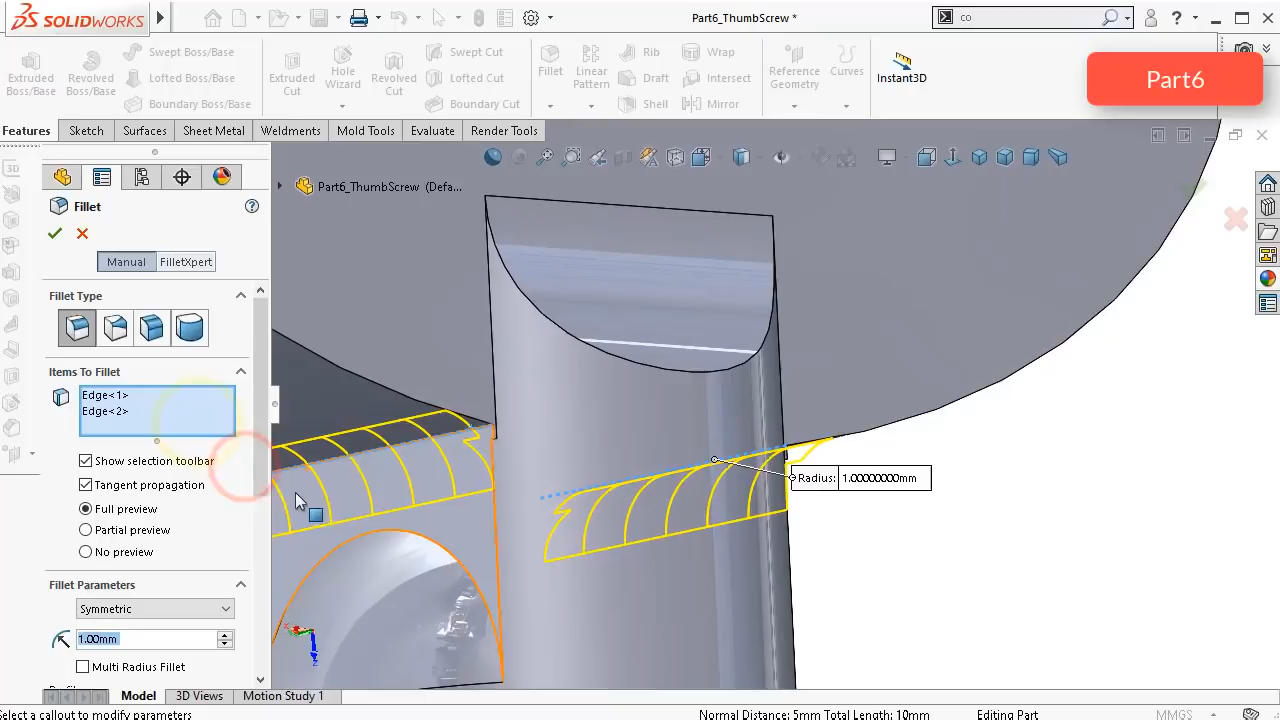 SOLIDWORKS
Part6_ThumbScrew *
co
Extruded Boss/Base
Revolved Boss/Base
Swept Boss/Base
Lofted Boss/Base
Boundary Boss/Base
Extruded Cut
Hole Wizard
Revolved Cut
Swept Cut
Lofted Cut
Boundary Cut
Fillet
Linear Pattern
Rib
Draft
Shell
Wrap
Intersect
Mirror
Reference Geometry
Curves
Instant3D
Part6
Features
Sketch
Surfaces
Sheet Metal
Weldments
Mold Tools
Evaluate
Render Tools
Part6_ThumbScrew (Defa...
Fillet
Manual
FilletXpert
Fillet Type
Items To Fillet
Edge<1>
Edge<2>
Show selection toolbar
Tangent propagation
Full preview
Partial preview
No preview
Fillet Parameters
Symmetric
1.00mm
Multi Radius Fillet
Radius: 1.00000000mm
Model
3D Views
Motion Study 1
Select a callout to modify parameters
Normal Distance: 5mm Total Length: 10mm
Editing Part
MMGS